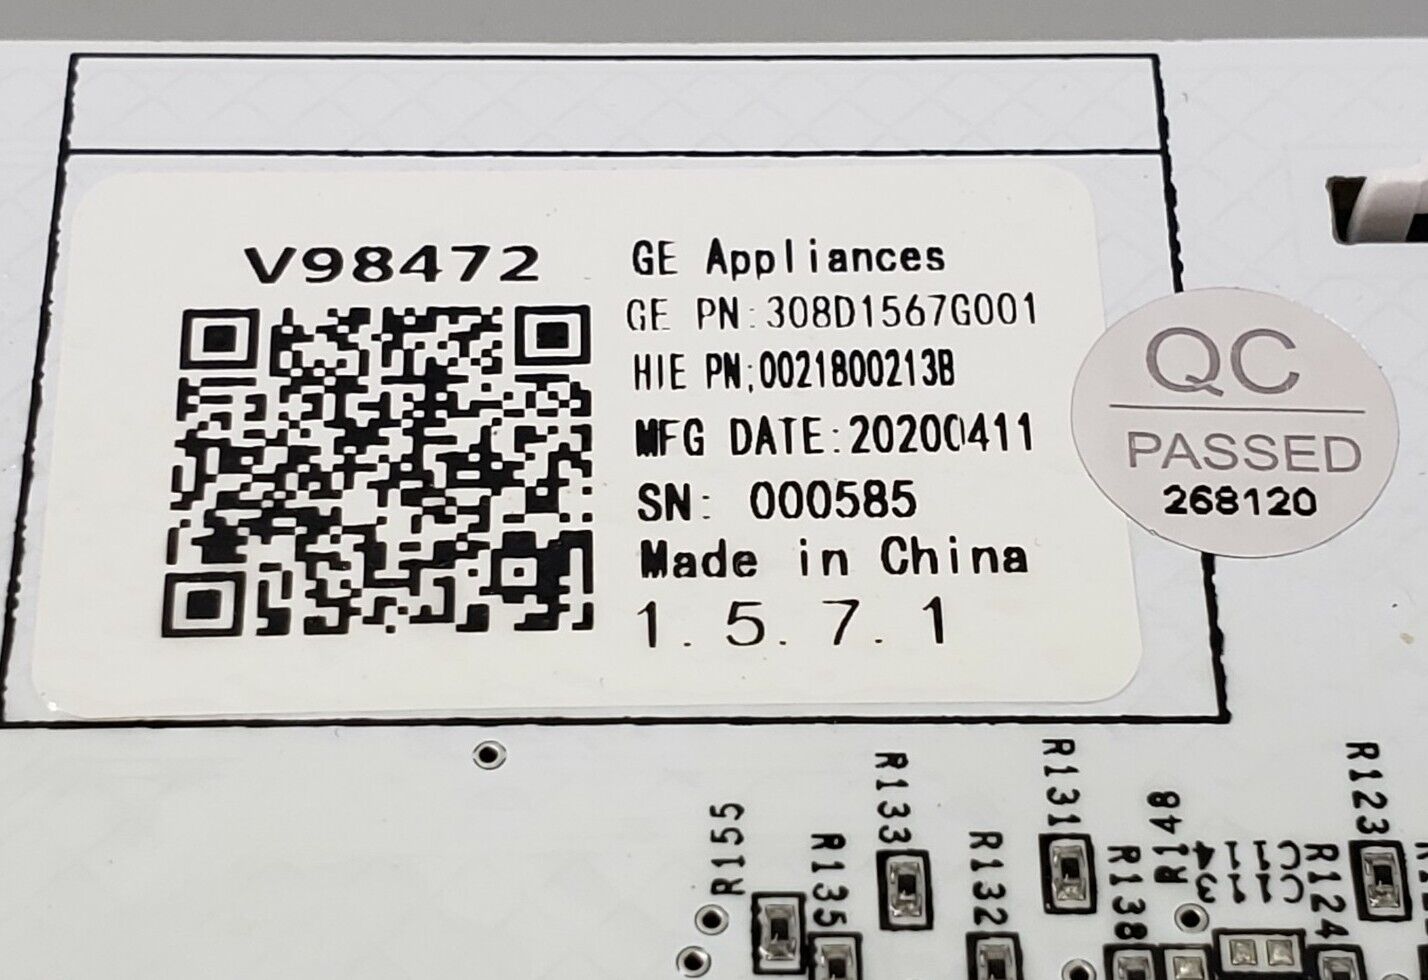 V98472
GE Appliances
GE PN:308D1567G001
HIE PN;0021800213B
MFG DATE:20200411
SN: 000585
Made in China
1.5.7.1
QC
PASSED
268120
R155
R135
R133
R132
R131
R138
R148
R124
R123